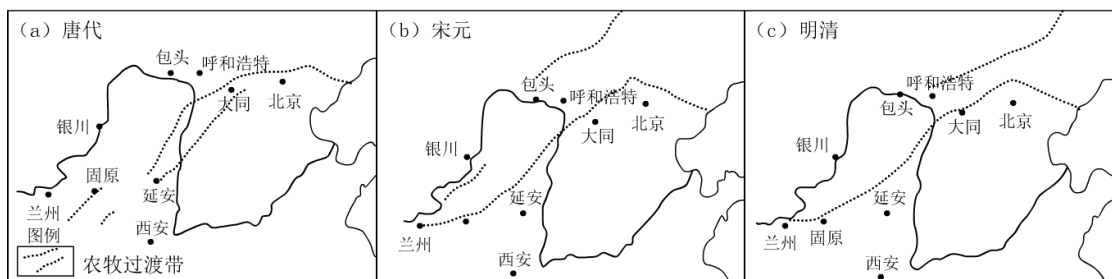 (a) 唐代
包头
呼和浩特
大同
北京
银川
固原
延安
兰州
西安
图例
农牧过渡带
(b) 宋元
包头
呼和浩特
大同
北京
银川
延安
兰州
西安
(c) 明清
呼和浩特
包头
大同
北京
银川
延安
兰州
固原
西安